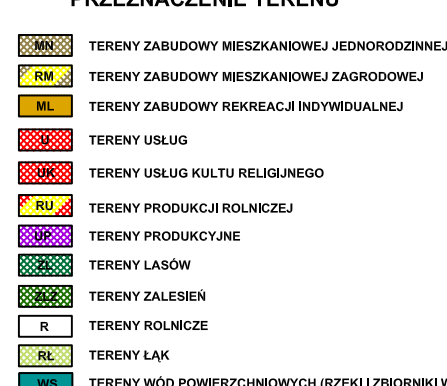 PRZEZNACZENIE TERENU
MN TERENY ZABUDOWY MIESZKANIOWEJ JEDNORODZINNEJ
RM TERENY ZABUDOWY MIESZKANIOWEJ ZAGRODOWEJ
ML TERENY ZABUDOWY REKREACJI INDYWIDUALNEJ
U TERENY USŁUG
UK TERENY USŁUG KULTU RELIGIJNEGO
RU TERENY PRODUKCJI ROLNICZEJ
UP TERENY PRODUKCYJNE
ZL TERENY LASÓW
ZLZ TERENY ZALESIEŃ
R TERENY ROLNICZE
RŁ TERENY ŁĄK
WS TERENY WÓD POWIERZCHNIOWYCH (RZEKI I ZBIORNIKI W